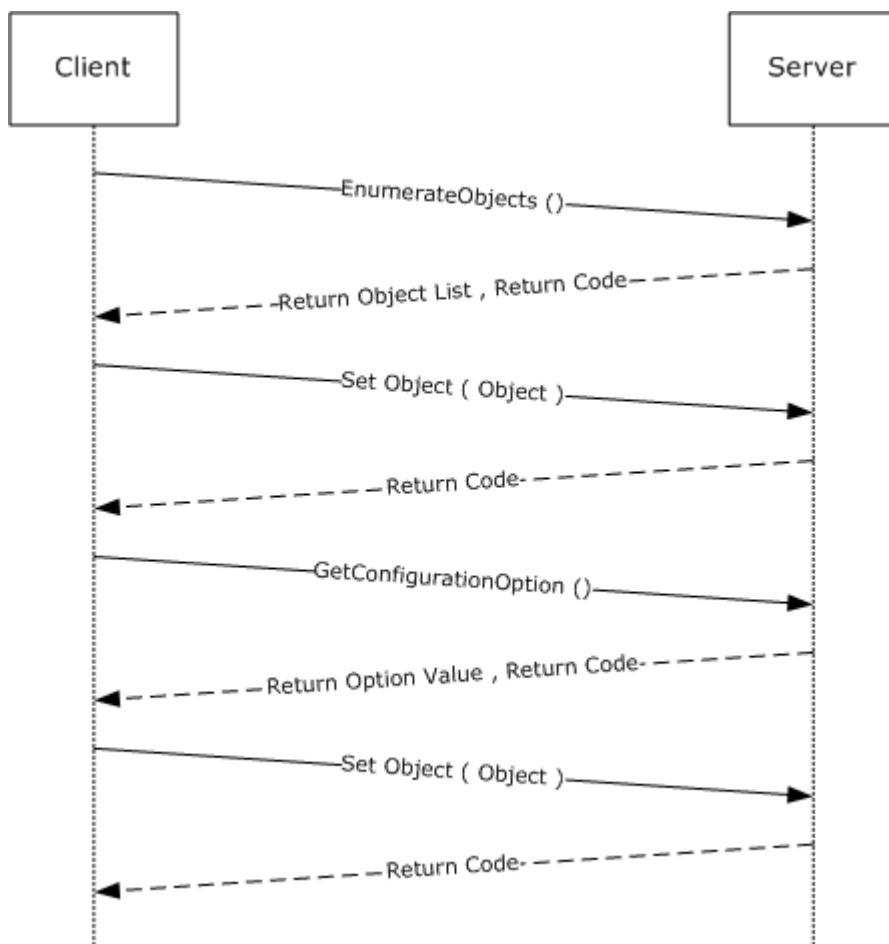 Client
Server
EnumerateObjects ()
Return Object List , Return Code
Set Object ( Object )
Return Code
GetConfigurationOption ()
Return Option Value , Return Code
Set Object ( Object )
Return Code